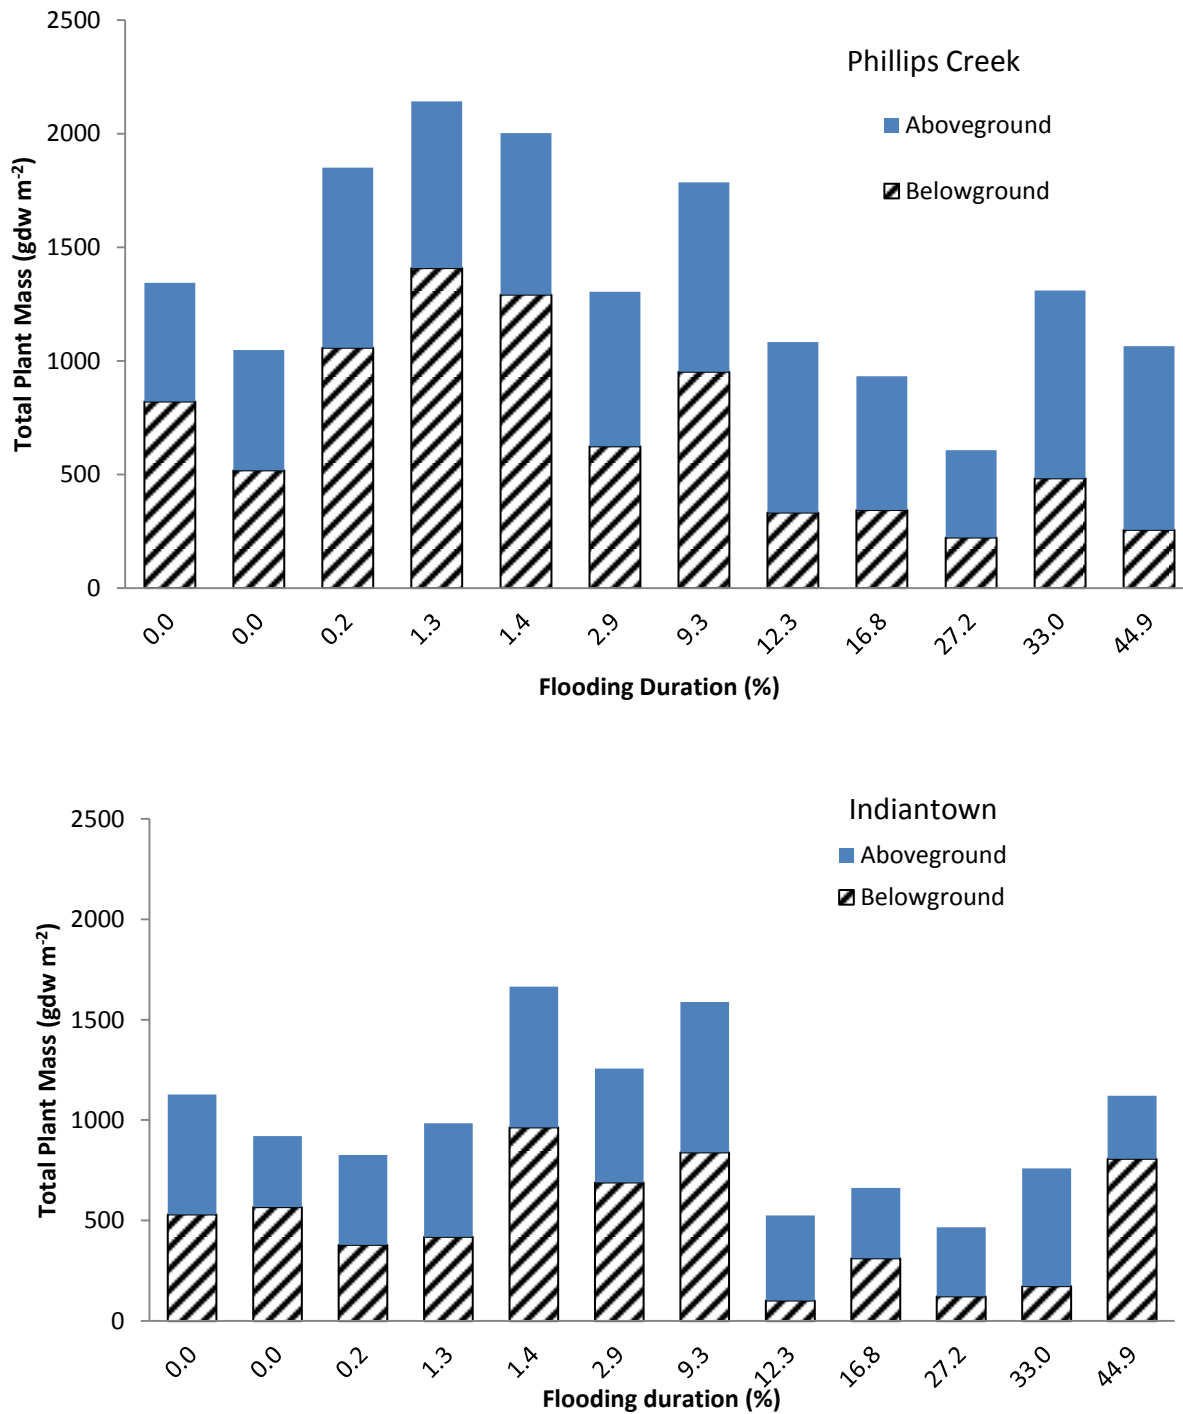 2500
2000
1500
1000
500
0
Total Plant Mass (gdw m-2)
Phillips Creek
Aboveground
Belowground
0.0 0.0 0.2 1.3 1.4 2.9 9.3 12.3 16.8 27.2 33.0 44.9
Flooding Duration (%)
2500
2000
1500
1000
500
0
Total Plant Mass (gdw m-2)
Indiantown
Aboveground
Belowground
0.0 0.0 0.2 1.3 1.4 2.9 9.3 12.3 16.8 27.2 33.0 44.9
Flooding duration (%)